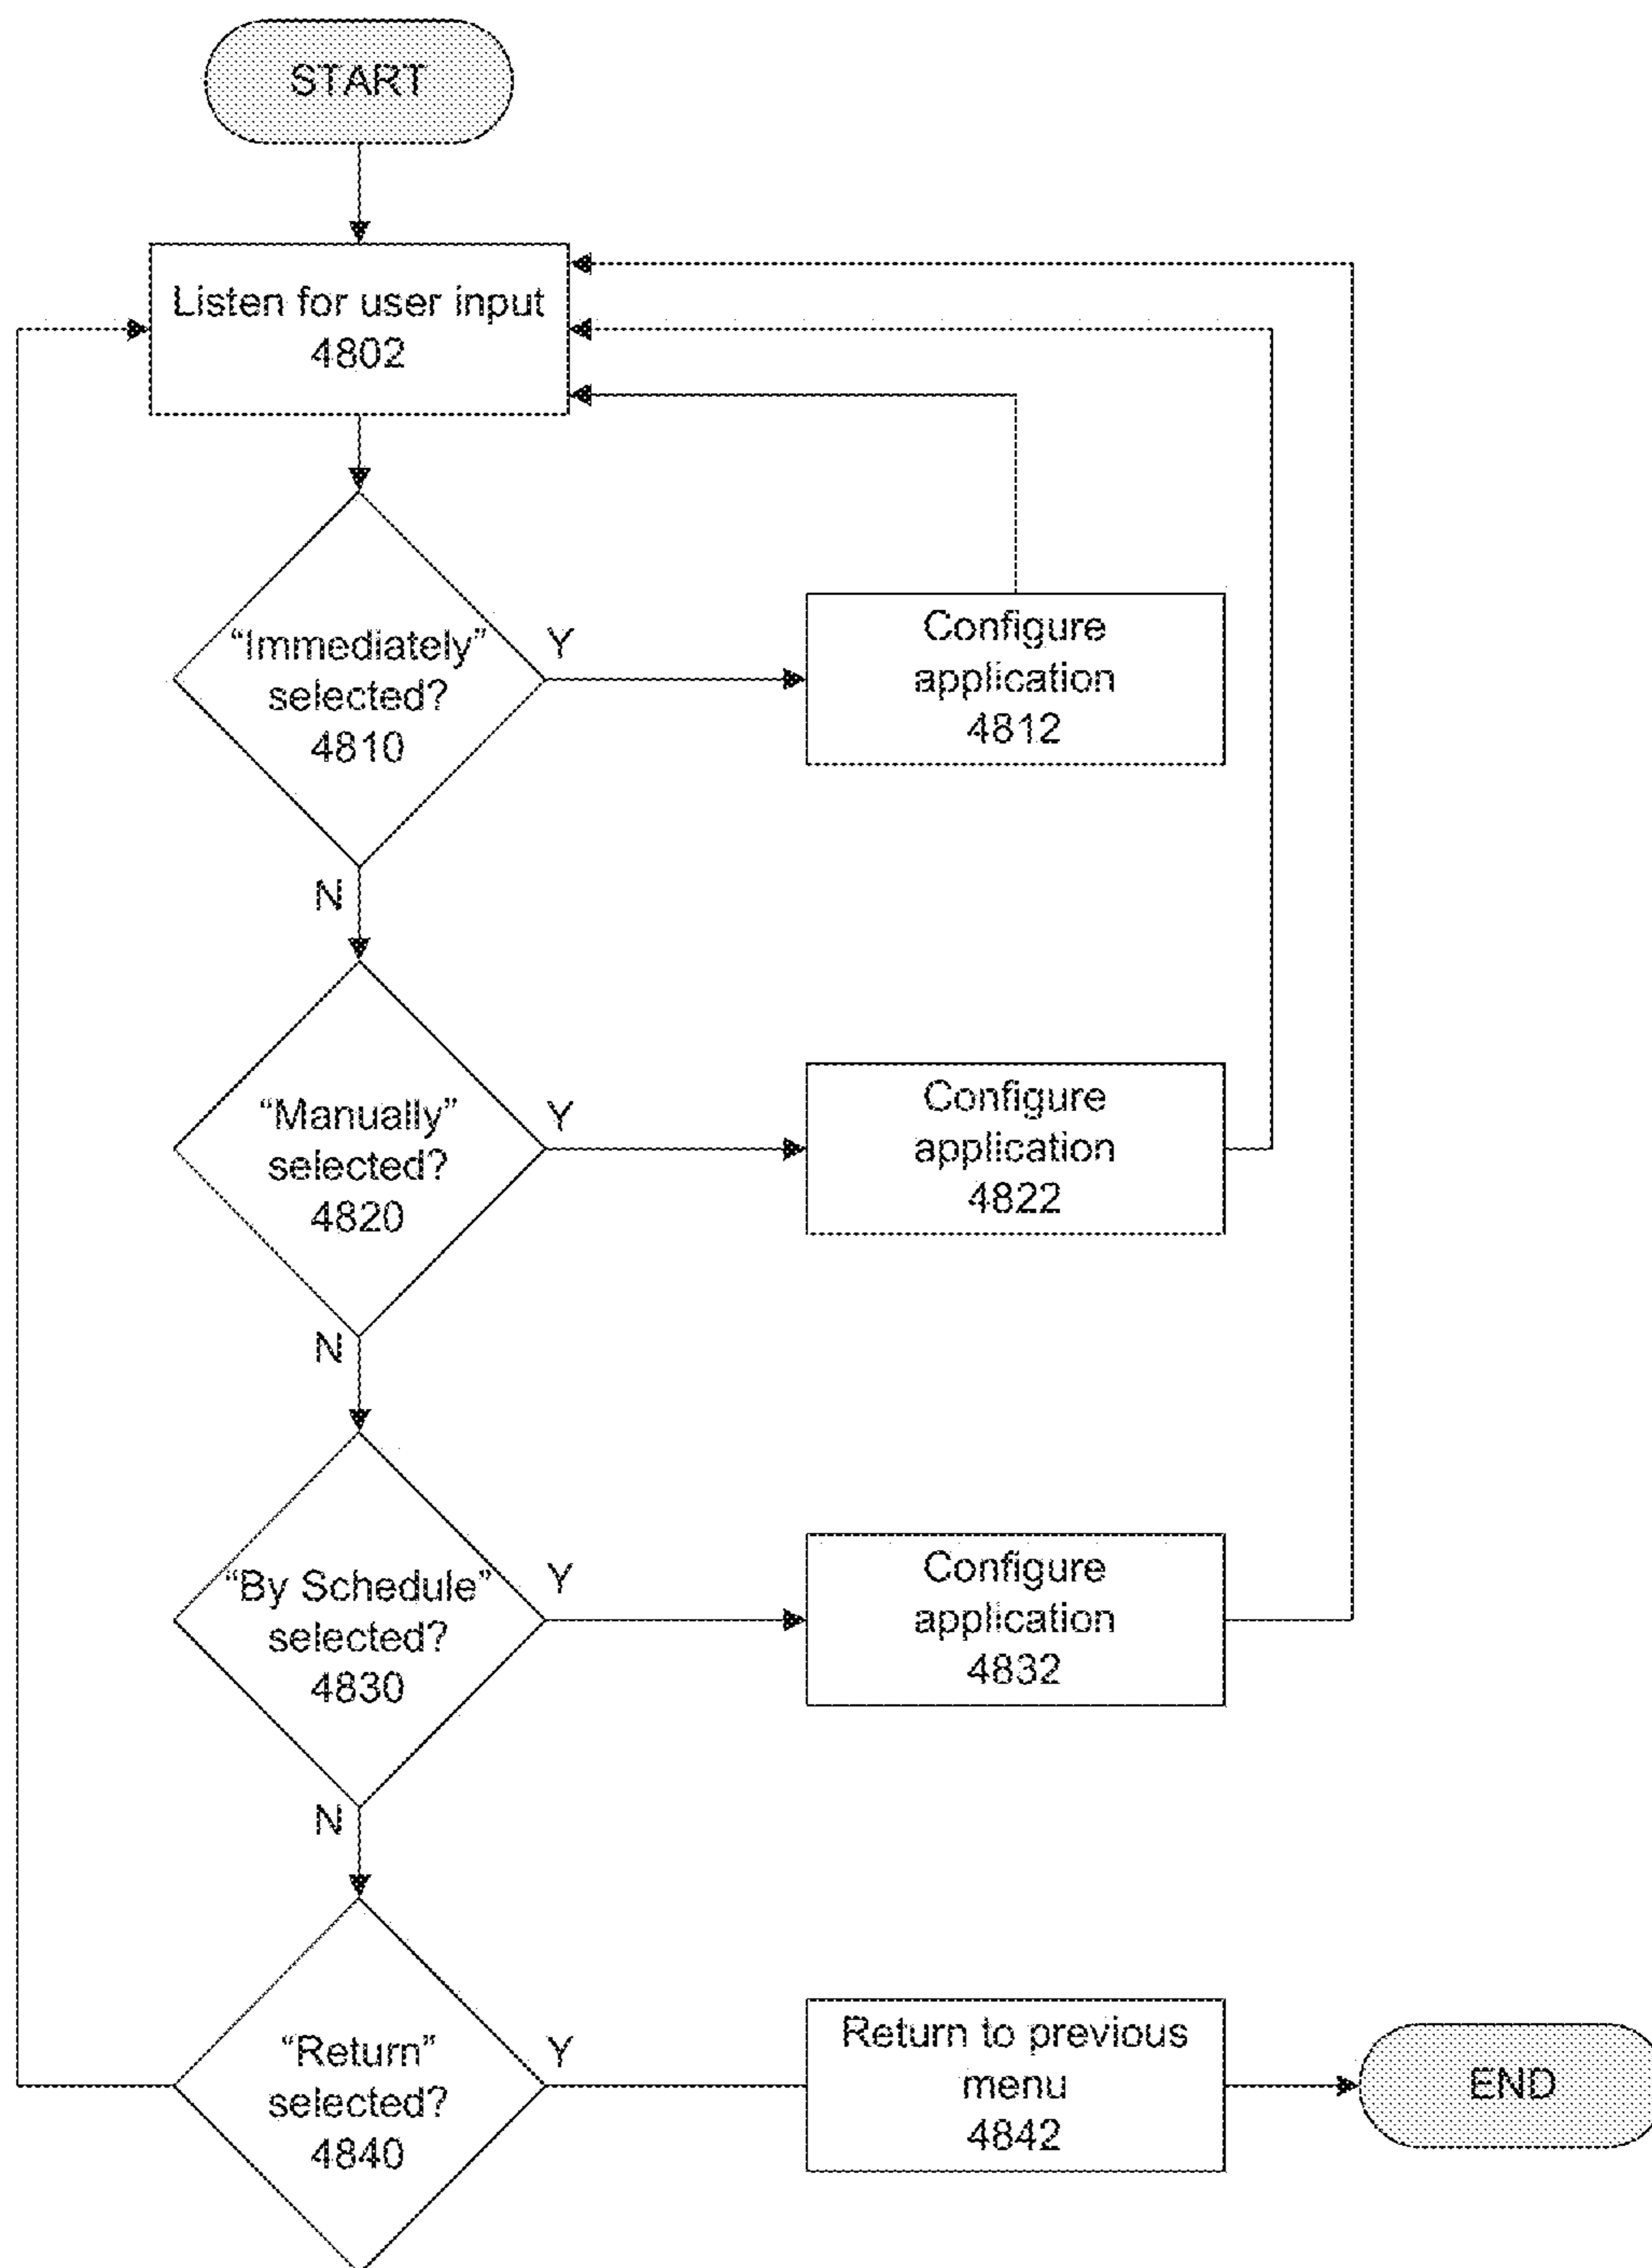 START
Listen for user input
4802
“Immediately”
selected?
4810
Y
Configure
application
4812
N
“Manually”
selected?
4820
Y
Configure
application
4822
N
“By Schedule”
selected?
4830
Y
Configure
application
4832
N
“Return”
selected?
4840
Y
Return to previous
menu
4842
END